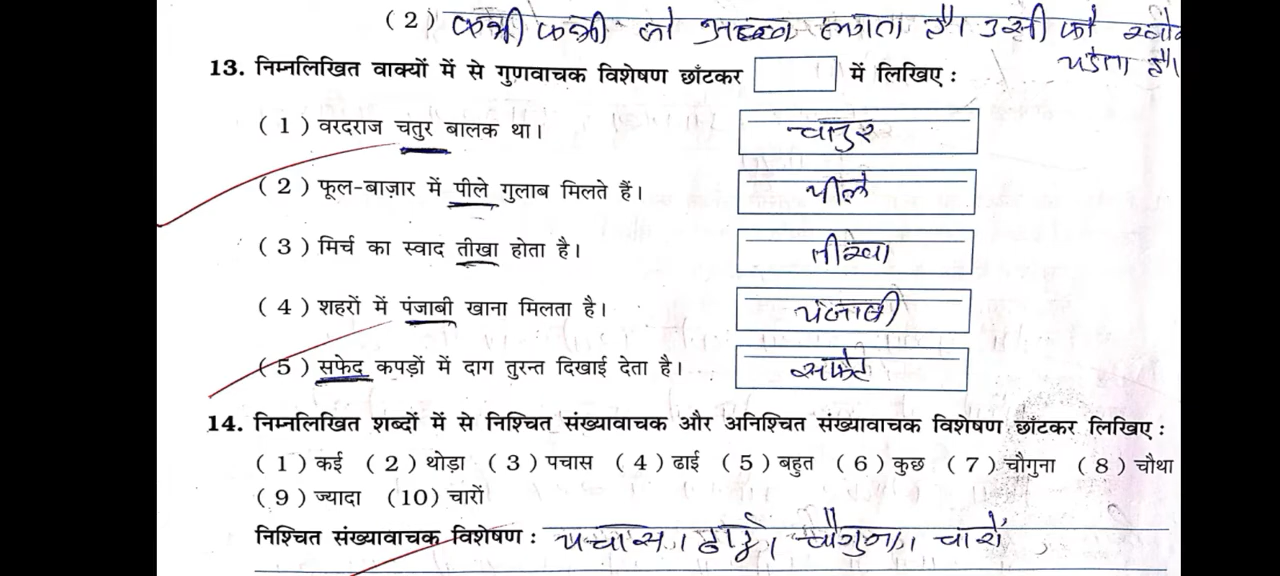 (2) कभी कभी को अच्छा लगता है। उसी को
पडता है।
13. निम्नलिखित वाक्यों में से गुणवाचक विशेषण छाँटकर में लिखिए :
(1) वरदराज चतुर बालक था। चातुर
(2) फूल-बाज़ार में पीले गुलाब मिलते हैं। पीले
(3) मिर्च का स्वाद तीखा होता है। तीखा
(4) शहरों में पंजाबी खाना मिलता है। पंजाबी
(5) सफेद कपड़ों में दाग तुरन्त दिखाई देता है। सफेद
14. निम्नलिखित शब्दों में से निश्चित संख्यावाचक और अनिश्चित संख्यावाचक विशेषण छाँटकर लिखिए :
(1) कई (2) थोड़ा (3) पचास (4) ढाई (5) बहुत (6) कुछ (7) चौगुना (8) चौथा
(9) ज्यादा (10) चारों
निश्चित संख्यावाचक विशेषण : पचास। ढाई। चौगुना। चारों